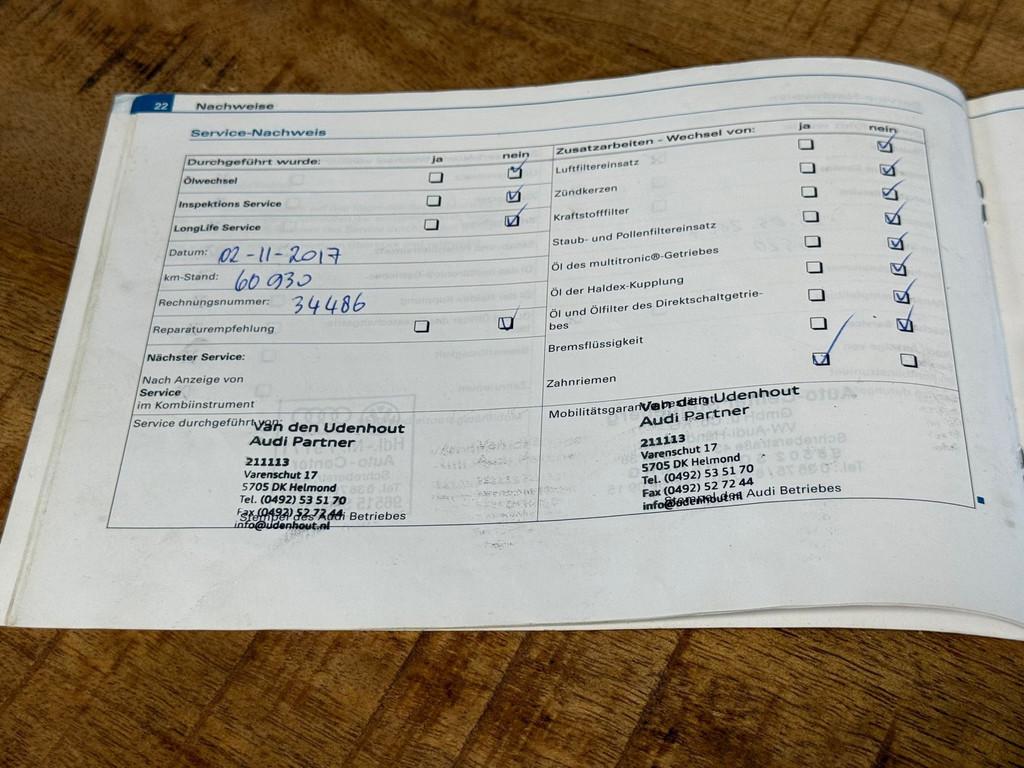 22 Nachweise
Service-Nachweis
Durchgeführt wurde: ja nein
Ölwechsel
Inspektions Service
LongLife Service
Datum: 02-11-2017
km-Stand: 60 930
Rechnungsnummer: 34486
Reparaturempfehlung
Nächster Service:
Nach Anzeige von
Service
im Kombiinstrument
Service durchgeführt von:
Van den Udenhout
Audi Partner
211113
Varenschut 17
5705 DK Helmond
Tel. (0492) 53 51 70
Fax (0492) 52 72 44
Stempel des Audi Betriebes
info@udenhout.nl
Zusatzarbeiten - Wechsel von: ja nein
Luftfiltereinsatz
Zündkerzen
Kraftstofffilter
Staub- und Pollenfiltereinsatz
Öl des multitronic®-Getriebes
Öl der Haldex-Kupplung
Öl und Ölfilter des Direktschaltgetrie-
bes
Bremsflüssigkeit
Zahnriemen
Mobilitätsgarantie
Van den Udenhout
Audi Partner
211113
Varenschut 17
5705 DK Helmond
Tel. (0492) 53 51 70
Fax (0492) 52 72 44
Stempel des Audi Betriebes
info@udenhout.nl